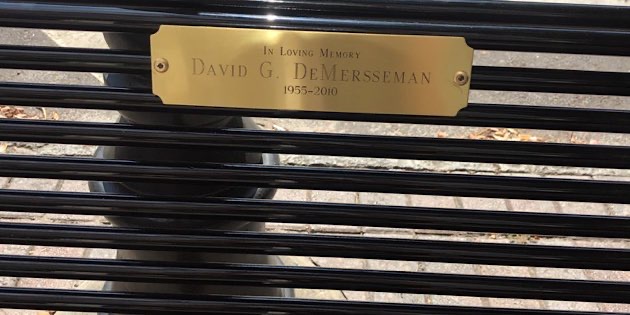 In Loving Memory
David G. DeMersseman
1955-2010